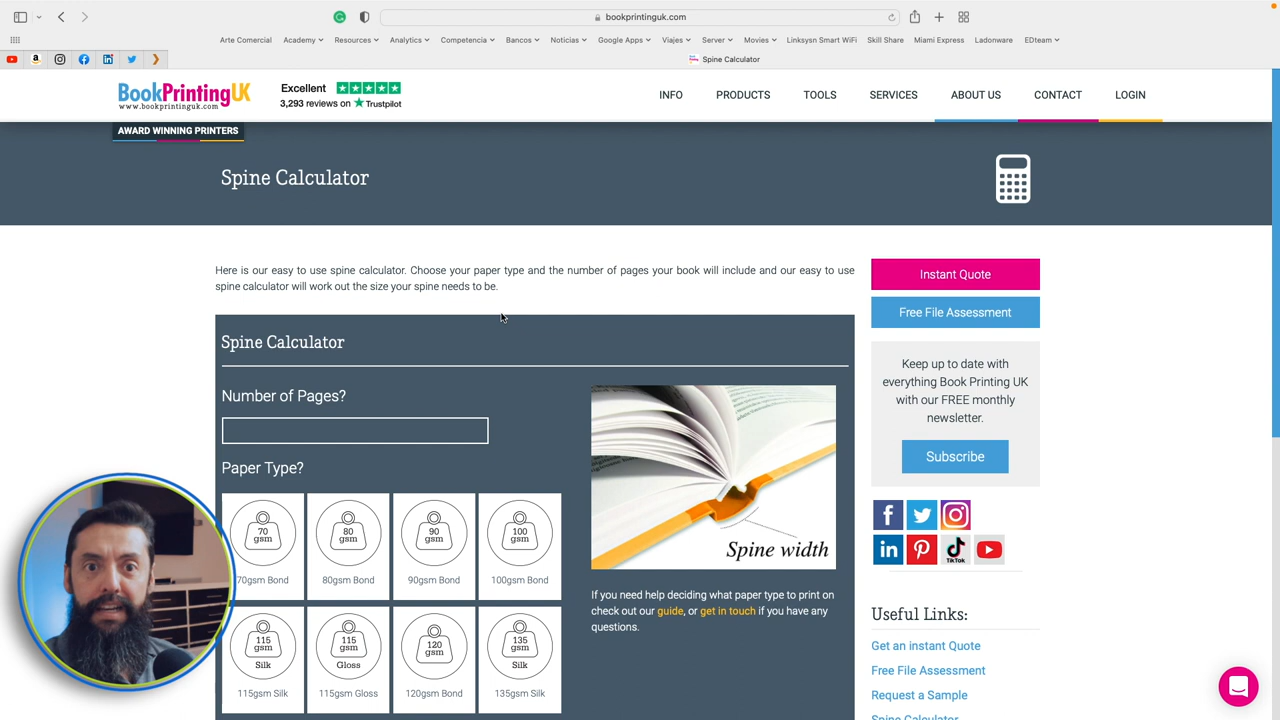 bookprintinguk.com
Arte Comercial Academy Resources Analytics Competencia Bancos Noticias Google Apps Viajes Server Movies Linksysn Smart WiFi Skill Share Miami Express Ladonware EDteam
Spine Calculator
BookPrintingUK
www.bookprintinguk.com
Excellent
3,293 reviews on Trustpilot
INFO PRODUCTS TOOLS SERVICES ABOUT US CONTACT LOGIN
AWARD WINNING PRINTERS
Spine Calculator
Here is our easy to use spine calculator. Choose your paper type and the number of pages your book will include and our easy to use
spine calculator will work out the size your spine needs to be.
Spine Calculator
Number of Pages?
Paper Type?
70 gsm
80 gsm
90 gsm
100 gsm
70gsm Bond
80gsm Bond
90gsm Bond
100gsm Bond
115 Silk
115 Gloss
120 gsm
135 Silk
115gsm Silk
115gsm Gloss
120gsm Bond
135gsm Silk
Spine width
If you need help deciding what paper type to print on
check out our guide, or get in touch if you have any
questions.
Instant Quote
Free File Assessment
Keep up to date with
everything Book Printing UK
with our FREE monthly
newsletter.
Subscribe
TikTok
Useful Links:
Get an instant Quote
Free File Assessment
Request a Sample
Spine Calculator